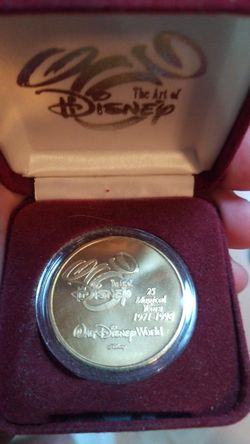 The Art of
Disney
The Art of
Disney
25
Magical
Years
1971-1996
Walt Disney World